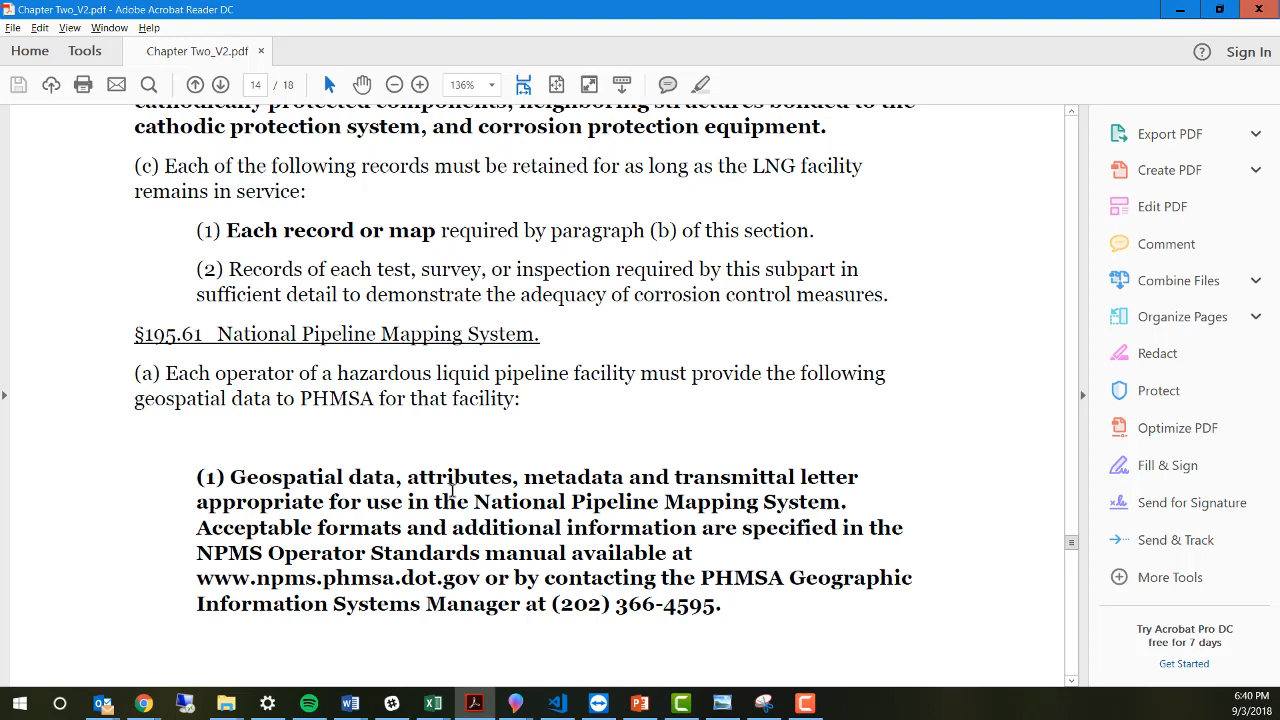 Chapter Two_V2.pdf - Adobe Acrobat Reader DC
File Edit View Window Help
Home Tools Chapter Two_V2.pdf × Sign In
14 / 18 136%
catholically protected components, neighboring structures bonded to the
cathodic protection system, and corrosion protection equipment.
(c) Each of the following records must be retained for as long as the LNG facility
remains in service:
(1) Each record or map required by paragraph (b) of this section.
(2) Records of each test, survey, or inspection required by this subpart in
sufficient detail to demonstrate the adequacy of corrosion control measures.
§195.61 National Pipeline Mapping System.
(a) Each operator of a hazardous liquid pipeline facility must provide the following
geospatial data to PHMSA for that facility:
(1) Geospatial data, attributes, metadata and transmittal letter
appropriate for use in the National Pipeline Mapping System.
Acceptable formats and additional information are specified in the
NPMS Operator Standards manual available at
www.npms.phmsa.dot.gov or by contacting the PHMSA Geographic
Information Systems Manager at (202) 366-4595.
Export PDF
Create PDF
Edit PDF
Comment
Combine Files
Organize Pages
Redact
Protect
Optimize PDF
Fill & Sign
Send for Signature
Send & Track
More Tools
Try Acrobat Pro DC
free for 7 days
Get Started
6:40 PM
9/3/2018